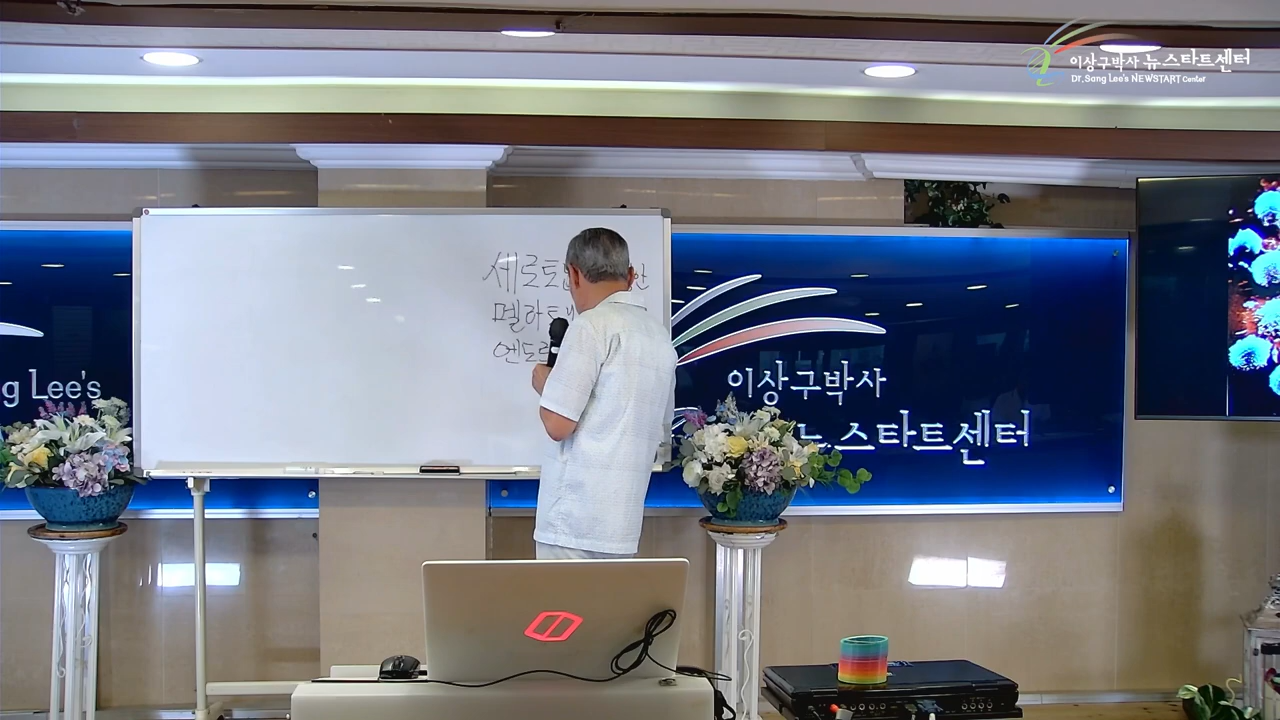 이상구박사 뉴스타트센터
Dr. Sang Lee's NEWSTART Center
세로토
멜라토
엔도르
g Lee's
이상구박사
뉴스타트센터